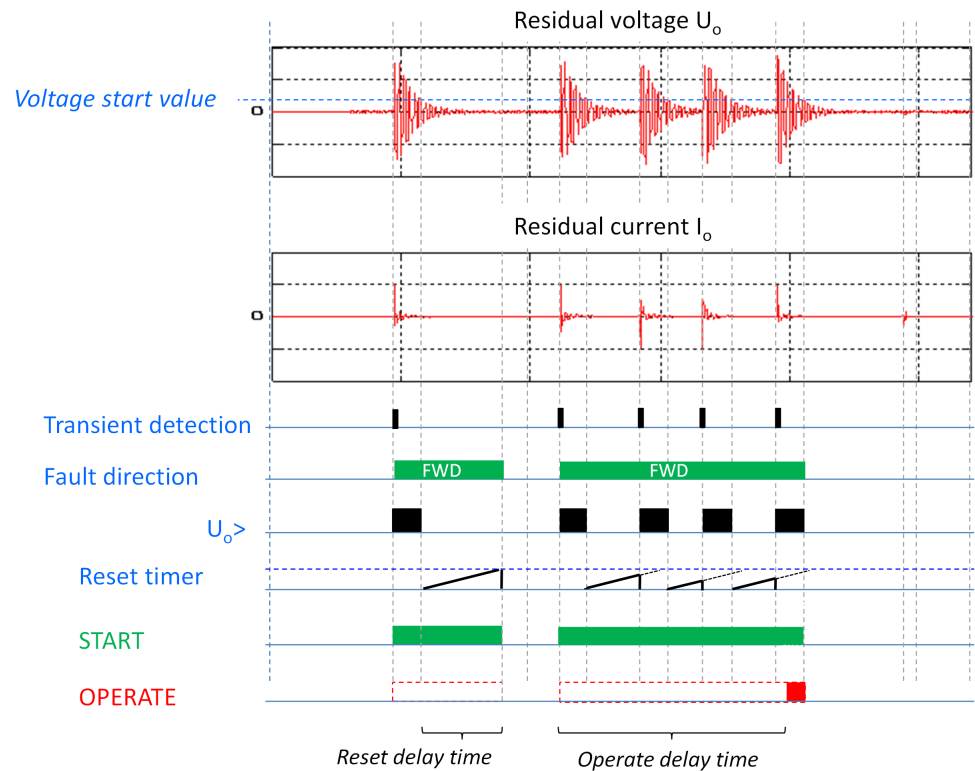 Residual voltage Uo
Voltage start value
0
Residual current Io
0
Transient detection
Fault direction
FWD
FWD
Uo>
Reset timer
START
OPERATE
Reset delay time
Operate delay time